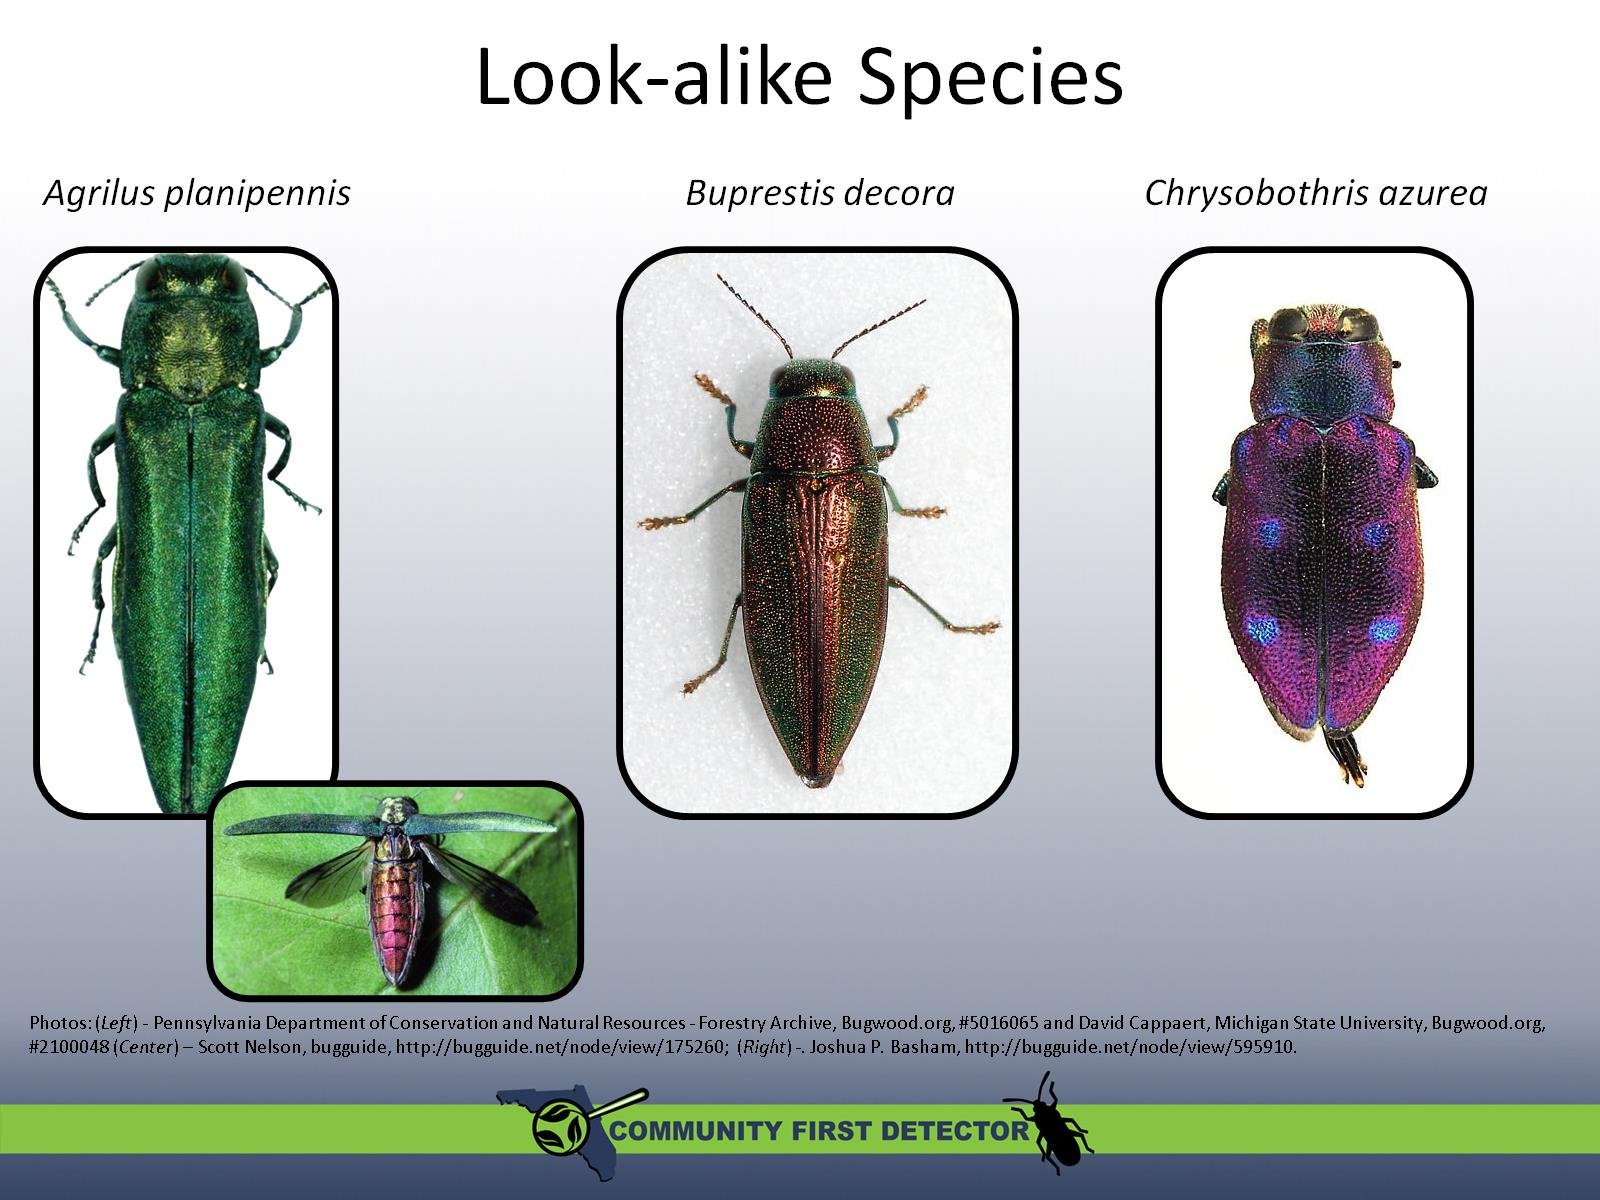 Look-alike Species
Agrilus planipennis
Buprestis decora
Chrysobothris azurea
Photos: (Left) - Pennsylvania Department of Conservation and Natural Resources - Forestry Archive, Bugwood.org, #5016065 and David Cappaert, Michigan State University, Bugwood.org,
#2100048 (Center) – Scott Nelson, bugguide, http://bugguide.net/node/view/175260; (Right) -. Joshua P. Basham, http://bugguide.net/node/view/595910.
COMMUNITY FIRST DETECTOR